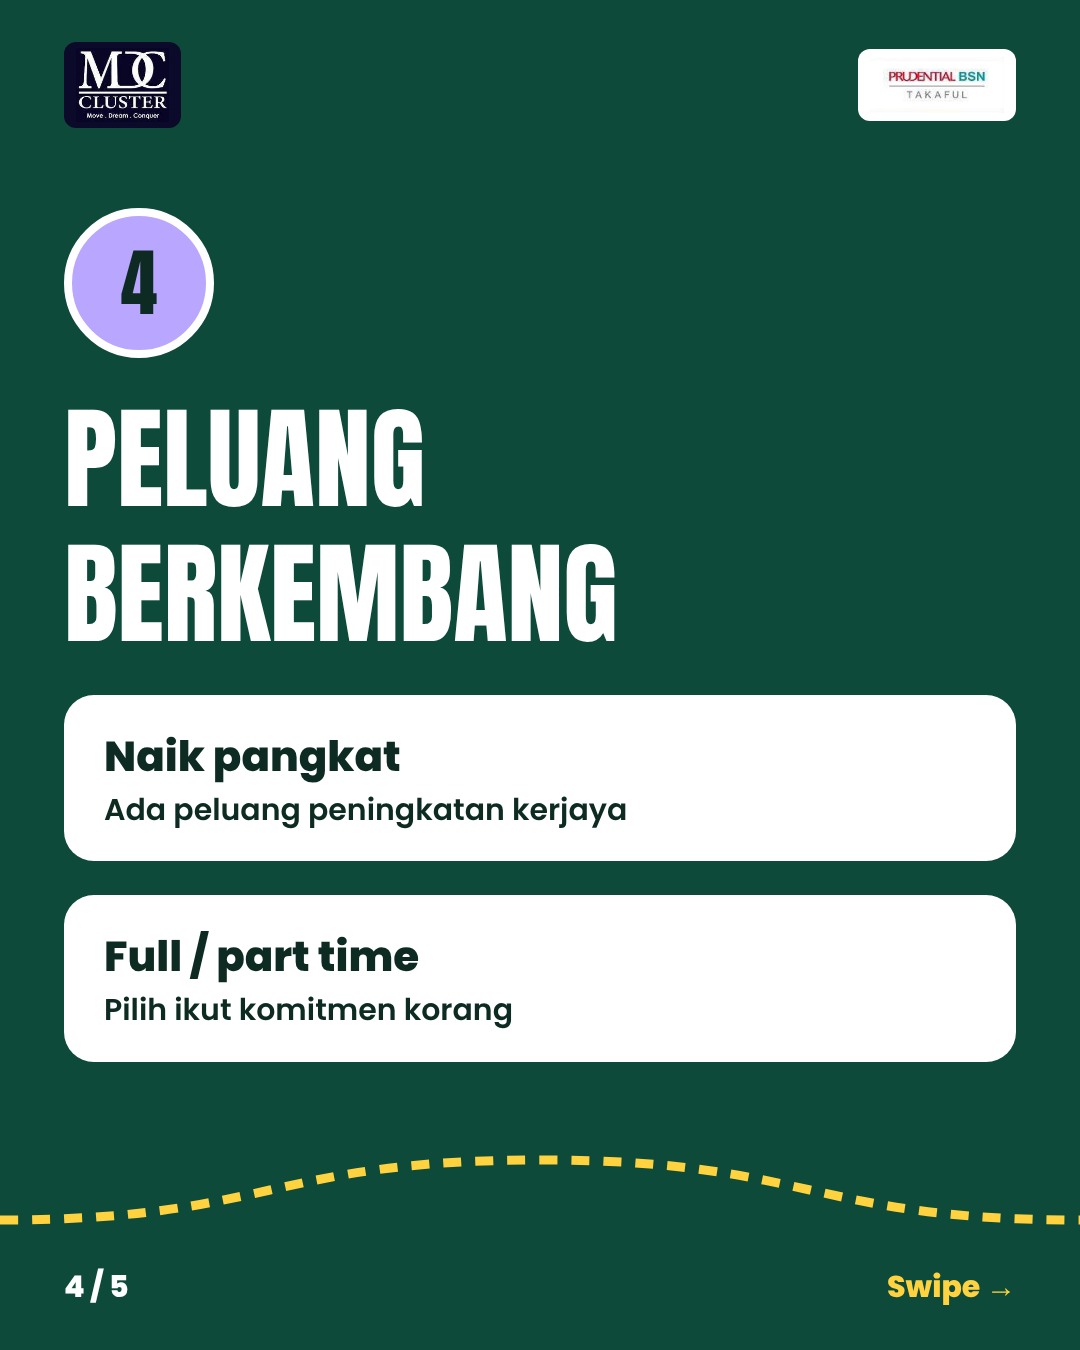 MDC
CLUSTER
Move . Dream . Conquer
PRUDENTIAL BSN
TAKAFUL
4
PELUANG
BERKEMBANG
Naik pangkat
Ada peluang peningkatan kerjaya
Full / part time
Pilih ikut komitmen korang
4 / 5
Swipe →